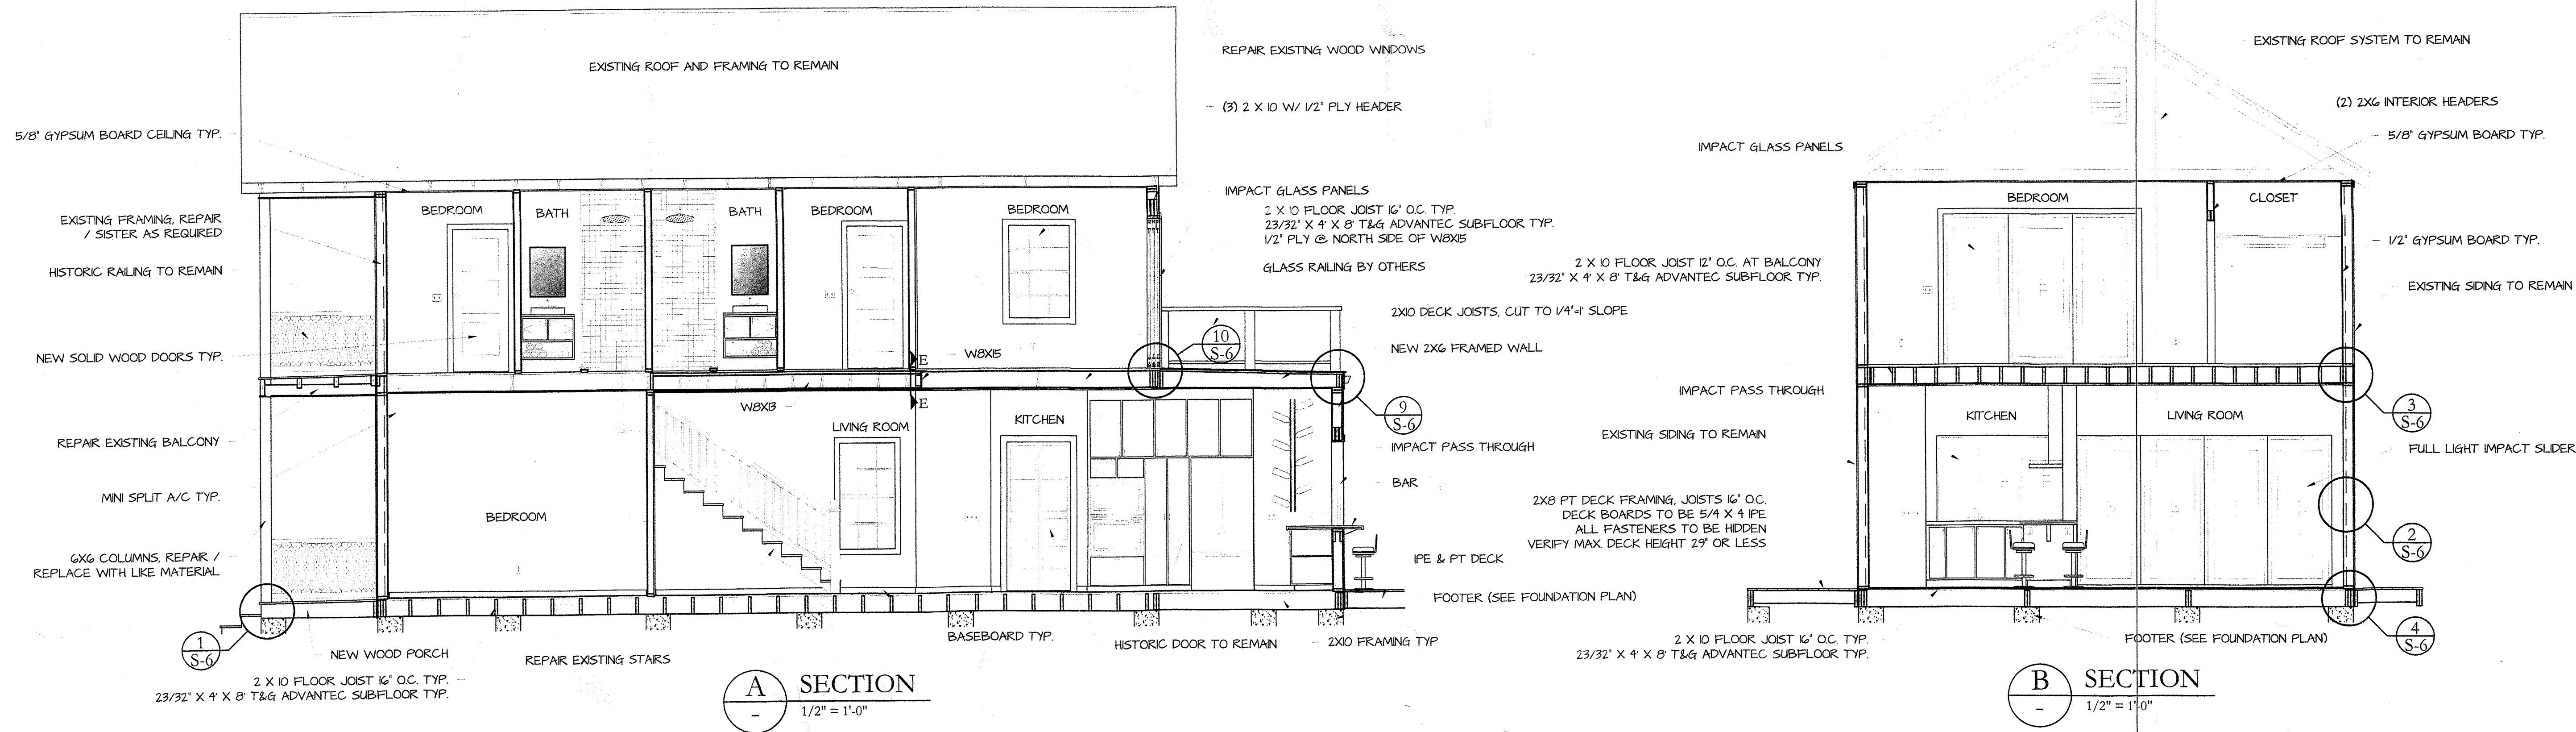 EXISTING ROOF AND FRAMING TO REMAIN
5/8" GYPSUM BOARD CEILING TYP.
EXISTING FRAMING, REPAIR
/ SISTER AS REQUIRED
HISTORIC RAILING TO REMAIN
NEW SOLID WOOD DOORS TYP.
REPAIR EXISTING BALCONY
MINI SPLIT A/C TYP.
6X6 COLUMNS, REPAIR /
REPLACE WITH LIKE MATERIAL
1
S-6
NEW WOOD PORCH
2 X 10 FLOOR JOIST 16" O.C. TYP.
23/32" X 4' X 8' T&G ADVANTEC SUBFLOOR TYP.
REPAIR EXISTING STAIRS
BEDROOM
BATH
BATH
BEDROOM
BEDROOM
E
W8X15
E
W8X13
LIVING ROOM
KITCHEN
BEDROOM
BASEBOARD TYP.
HISTORIC DOOR TO REMAIN
2X10 FRAMING TYP
A
-
SECTION
1/2" = 1'-0"
REPAIR EXISTING WOOD WINDOWS
(3) 2 X 10 W/ 1/2" PLY HEADER
IMPACT GLASS PANELS
2 X 10 FLOOR JOIST 16" O.C. TYP.
23/32" X 4' X 8' T&G ADVANTEC SUBFLOOR TYP.
1/2" PLY @ NORTH SIDE OF W8X15
GLASS RAILING BY OTHERS
2X10 DECK JOISTS, CUT TO 1/4"=1' SLOPE
10
S-6
NEW 2X6 FRAMED WALL
9
S-6
IMPACT PASS THROUGH
BAR
IPE & PT DECK
FOOTER (SEE FOUNDATION PLAN)
IMPACT GLASS PANELS
2 X 10 FLOOR JOIST 12" O.C. AT BALCONY
23/32" X 4' X 8' T&G ADVANTEC SUBFLOOR TYP.
IMPACT PASS THROUGH
EXISTING SIDING TO REMAIN
2X8 PT DECK FRAMING, JOISTS 16" O.C.
DECK BOARDS TO BE 5/4 X 4 IPE
ALL FASTENERS TO BE HIDDEN
VERIFY MAX DECK HEIGHT 29" OR LESS
2 X 10 FLOOR JOIST 16" O.C. TYP.
23/32" X 4' X 8' T&G ADVANTEC SUBFLOOR TYP.
BEDROOM
CLOSET
KITCHEN
LIVING ROOM
EXISTING ROOF SYSTEM TO REMAIN
(2) 2X6 INTERIOR HEADERS
5/8" GYPSUM BOARD TYP.
1/2" GYPSUM BOARD TYP.
EXISTING SIDING TO REMAIN
3
S-6
FULL LIGHT IMPACT SLIDER
2
S-6
4
S-6
FOOTER (SEE FOUNDATION PLAN)
B
-
SECTION
1/2" = 1'-0"